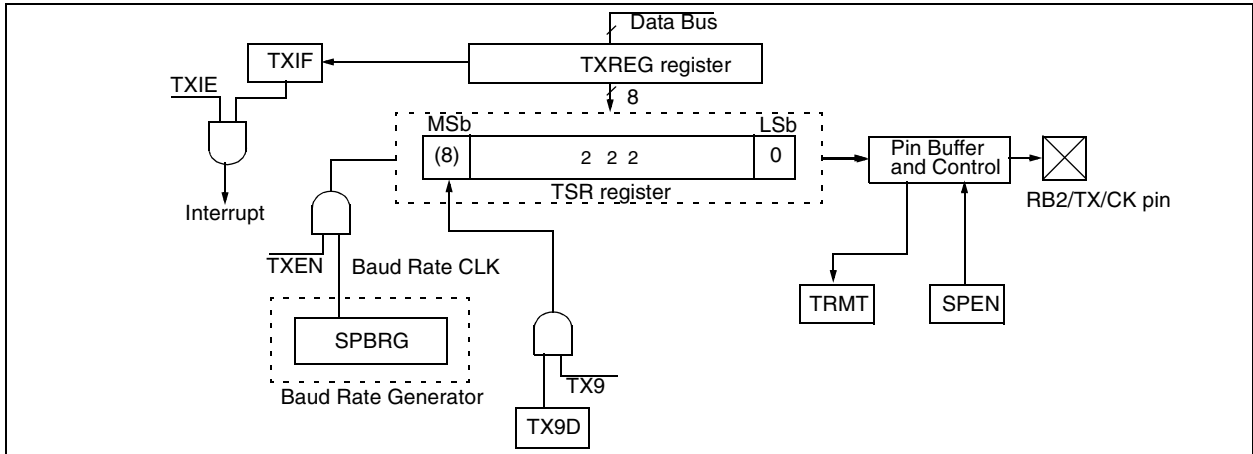 Data Bus
TXIF
TXREG register
TXIE
8
MSb
LSb
(8)
2 2 2
0
TSR register
Pin Buffer
and Control
RB2/TX/CK pin
Interrupt
TXEN
Baud Rate CLK
TRMT
SPEN
SPBRG
Baud Rate Generator
TX9
TX9D